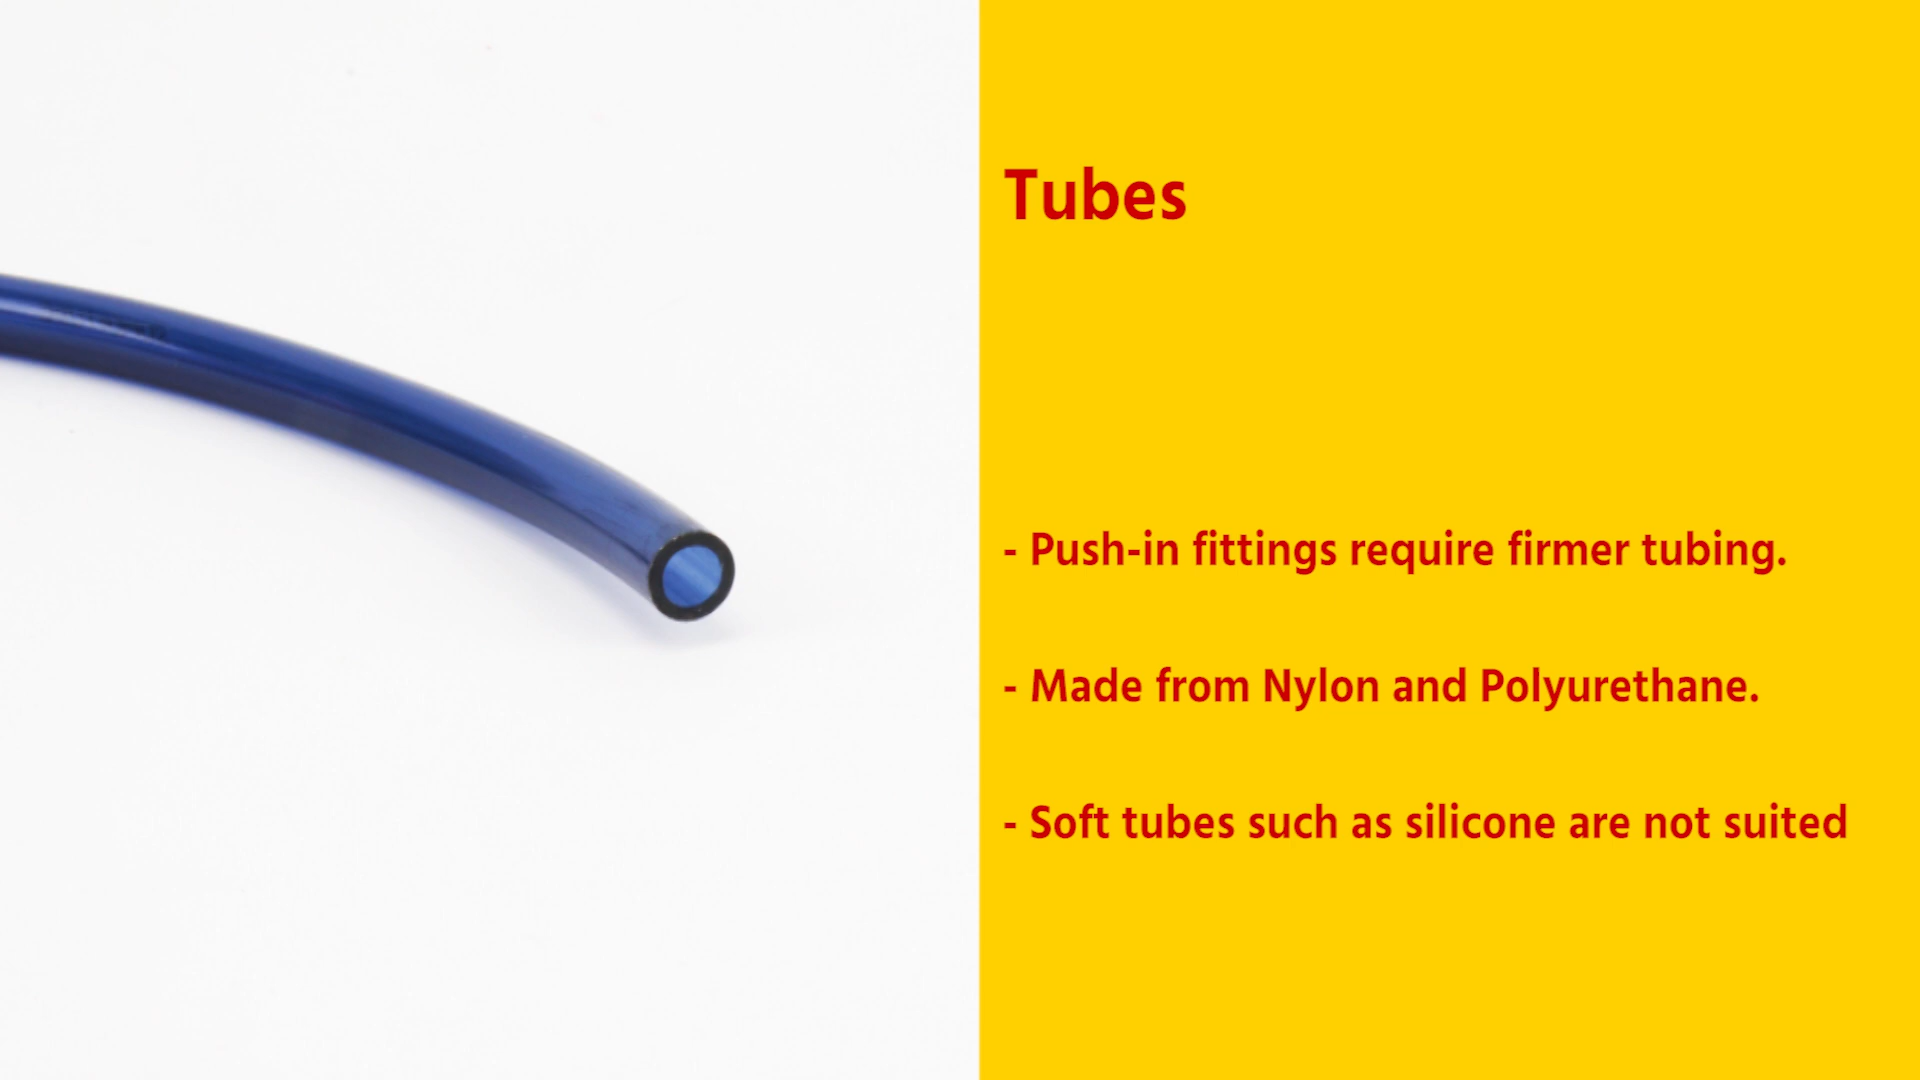 Tubes
- Push-in fittings require firmer tubing.
- Made from Nylon and Polyurethane.
- Soft tubes such as silicone are not suited